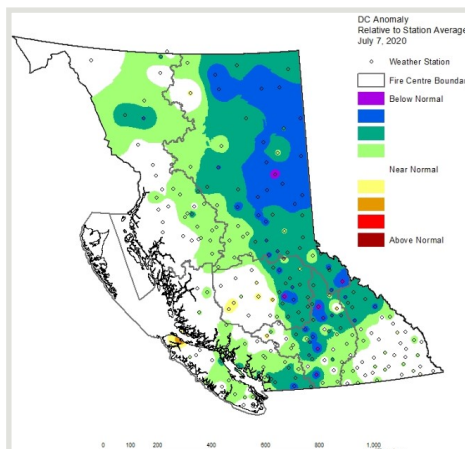 DC Anomaly
Relative to Station Average
July 7, 2020
Weather Station
Fire Centre Boundar
Below Normal
Near Normal
Above Normal
0 100 200 400 600 800 1,000